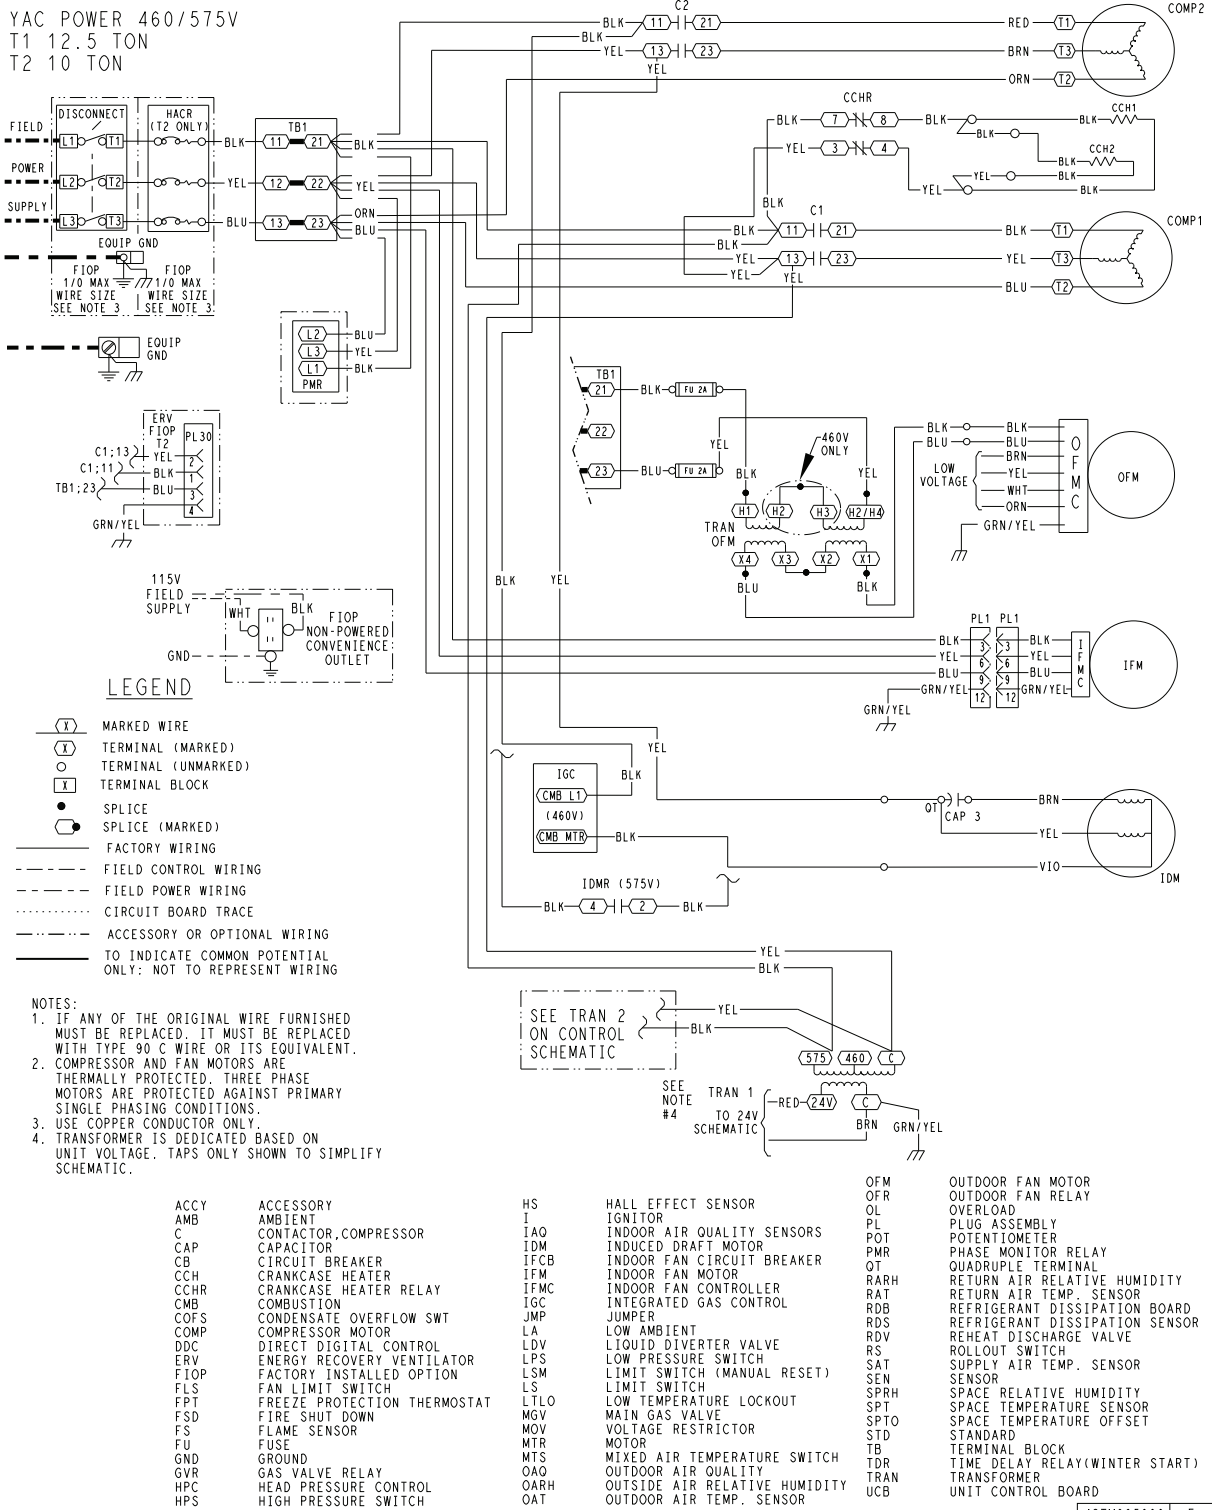 YAC POWER 460/575V
T1 12.5 TON
T2 10 TON
C2
COMP2
BLK 11 21 RED T1
BLK
YEL 13 23 BRN T3
YEL
ORN T2
DISCONNECT
HACR
(T2 ONLY)
TB1
FIELD
POWER
SUPPLY
L1 T1 BLK 11 21 BLK
L2 T2 YEL 12 22 YEL
L3 T3 BLU 13 23 ORN
BLU
EQUIP GND
FIOP
1/0 MAX
WIRE SIZE
SEE NOTE 3
FIOP
1/0 MAX
WIRE SIZE
SEE NOTE 3
EQUIP
GND
CCHR
BLK 7 8 BLK
BLK
BLK CCH1
YEL 3 4
BLK CCH2
YEL BLK
YEL BLK
BLK
C1
COMP1
BLK 11 21 BLK T1
BLK
YEL 13 23 YEL T3
YEL YEL
BLU T2
L2 BLU
L3 YEL
L1 BLK
PMR
ERV
FIOP
T2
PL30
C1;13 YEL 2
C1;11 BLK 1
TB1;23 BLU 3
4
GRN/YEL
TB1
21 BLK FU 2A
22
23 BLU FU 2A
YEL
BLK
YEL
460V
ONLY
H1 H2 H3 H2/H4
TRAN
OFM
X4 X3 X2 X1
BLU
BLK
BLK BLK
BLU BLU
LOW
VOLTAGE
BRN
YEL
WHT
ORN
GRN/YEL
OFMC
OFM
115V
FIELD
SUPPLY
WHT
BLK
GND
FIOP
NON-POWERED
CONVENIENCE
OUTLET
BLK
YEL
PL1 PL1
BLK 3 3 BLK
YEL 6 6 YEL
BLU 9 9 BLU
GRN/YEL 12 12 GRN/YEL
GRN/YEL
IFMC
IFM
LEGEND
X MARKED WIRE
X TERMINAL (MARKED)
TERMINAL (UNMARKED)
X TERMINAL BLOCK
SPLICE
SPLICE (MARKED)
FACTORY WIRING
FIELD CONTROL WIRING
FIELD POWER WIRING
CIRCUIT BOARD TRACE
ACCESSORY OR OPTIONAL WIRING
TO INDICATE COMMON POTENTIAL
ONLY: NOT TO REPRESENT WIRING
YEL
BLK
IGC
CMB L1
(460V)
CMB MTR BLK
QT
CAP 3
BRN
YEL
VIO
IDM
IDMR (575V)
BLK 4 2 BLK
YEL
BLK
SEE TRAN 2
ON CONTROL
SCHEMATIC
YEL
BLK
575 460 C
SEE
NOTE
#4
TRAN 1
RED 24V C
TO 24V
SCHEMATIC
BRN
GRN/YEL
NOTES:
1. IF ANY OF THE ORIGINAL WIRE FURNISHED
MUST BE REPLACED. IT MUST BE REPLACED
WITH TYPE 90 C WIRE OR ITS EQUIVALENT.
2. COMPRESSOR AND FAN MOTORS ARE
THERMALLY PROTECTED. THREE PHASE
MOTORS ARE PROTECTED AGAINST PRIMARY
SINGLE PHASING CONDITIONS.
3. USE COPPER CONDUCTOR ONLY.
4. TRANSFORMER IS DEDICATED BASED ON
UNIT VOLTAGE. TAPS ONLY SHOWN TO SIMPLIFY
SCHEMATIC.
ACCY ACCESSORY
AMB AMBIENT
C CONTACTOR,COMPRESSOR
CAP CAPACITOR
CB CIRCUIT BREAKER
CCH CRANKCASE HEATER
CCHR CRANKCASE HEATER RELAY
CMB COMBUSTION
COFS CONDENSATE OVERFLOW SWT
COMP COMPRESSOR MOTOR
DDC DIRECT DIGITAL CONTROL
ERV ENERGY RECOVERY VENTILATOR
FIOP FACTORY INSTALLED OPTION
FLS FAN LIMIT SWITCH
FPT FREEZE PROTECTION THERMOSTAT
FSD FIRE SHUT DOWN
FS FLAME SENSOR
FU FUSE
GND GROUND
GVR GAS VALVE RELAY
HPC HEAD PRESSURE CONTROL
HPS HIGH PRESSURE SWITCH
HS HALL EFFECT SENSOR
I IGNITOR
IAQ INDOOR AIR QUALITY SENSORS
IDM INDUCED DRAFT MOTOR
IFCB INDOOR FAN CIRCUIT BREAKER
IFM INDOOR FAN MOTOR
IFMC INDOOR FAN CONTROLLER
IGC INTEGRATED GAS CONTROL
JMP JUMPER
LA LOW AMBIENT
LDV LIQUID DIVERTER VALVE
LPS LOW PRESSURE SWITCH
LSM LIMIT SWITCH (MANUAL RESET)
LS LIMIT SWITCH
LTLO LOW TEMPERATURE LOCKOUT
MGV MAIN GAS VALVE
MOV VOLTAGE RESTRICTOR
MTR MOTOR
MTS MIXED AIR TEMPERATURE SWITCH
OAQ OUTDOOR AIR QUALITY
OARH OUTSIDE AIR RELATIVE HUMIDITY
OAT OUTDOOR AIR TEMP. SENSOR
OFM OUTDOOR FAN MOTOR
OFR OUTDOOR FAN RELAY
OL OVERLOAD
PL PLUG ASSEMBLY
POT POTENTIOMETER
PMR PHASE MONITOR RELAY
QT QUADRUPLE TERMINAL
RARH RETURN AIR RELATIVE HUMIDITY
RAT RETURN AIR TEMP. SENSOR
RDB REFRIGERANT DISSIPATION BOARD
RDS REFRIGERANT DISSIPATION SENSOR
RDV REHEAT DISCHARGE VALVE
RS ROLLOUT SWITCH
SAT SUPPLY AIR TEMP. SENSOR
SEN SENSOR
SPRH SPACE RELATIVE HUMIDITY
SPT SPACE TEMPERATURE SENSOR
SPTO SPACE TEMPERATURE OFFSET
STD STANDARD
TB TERMINAL BLOCK
TDR TIME DELAY RELAY(WINTER START)
TRAN TRANSFORMER
UCB UNIT CONTROL BOARD